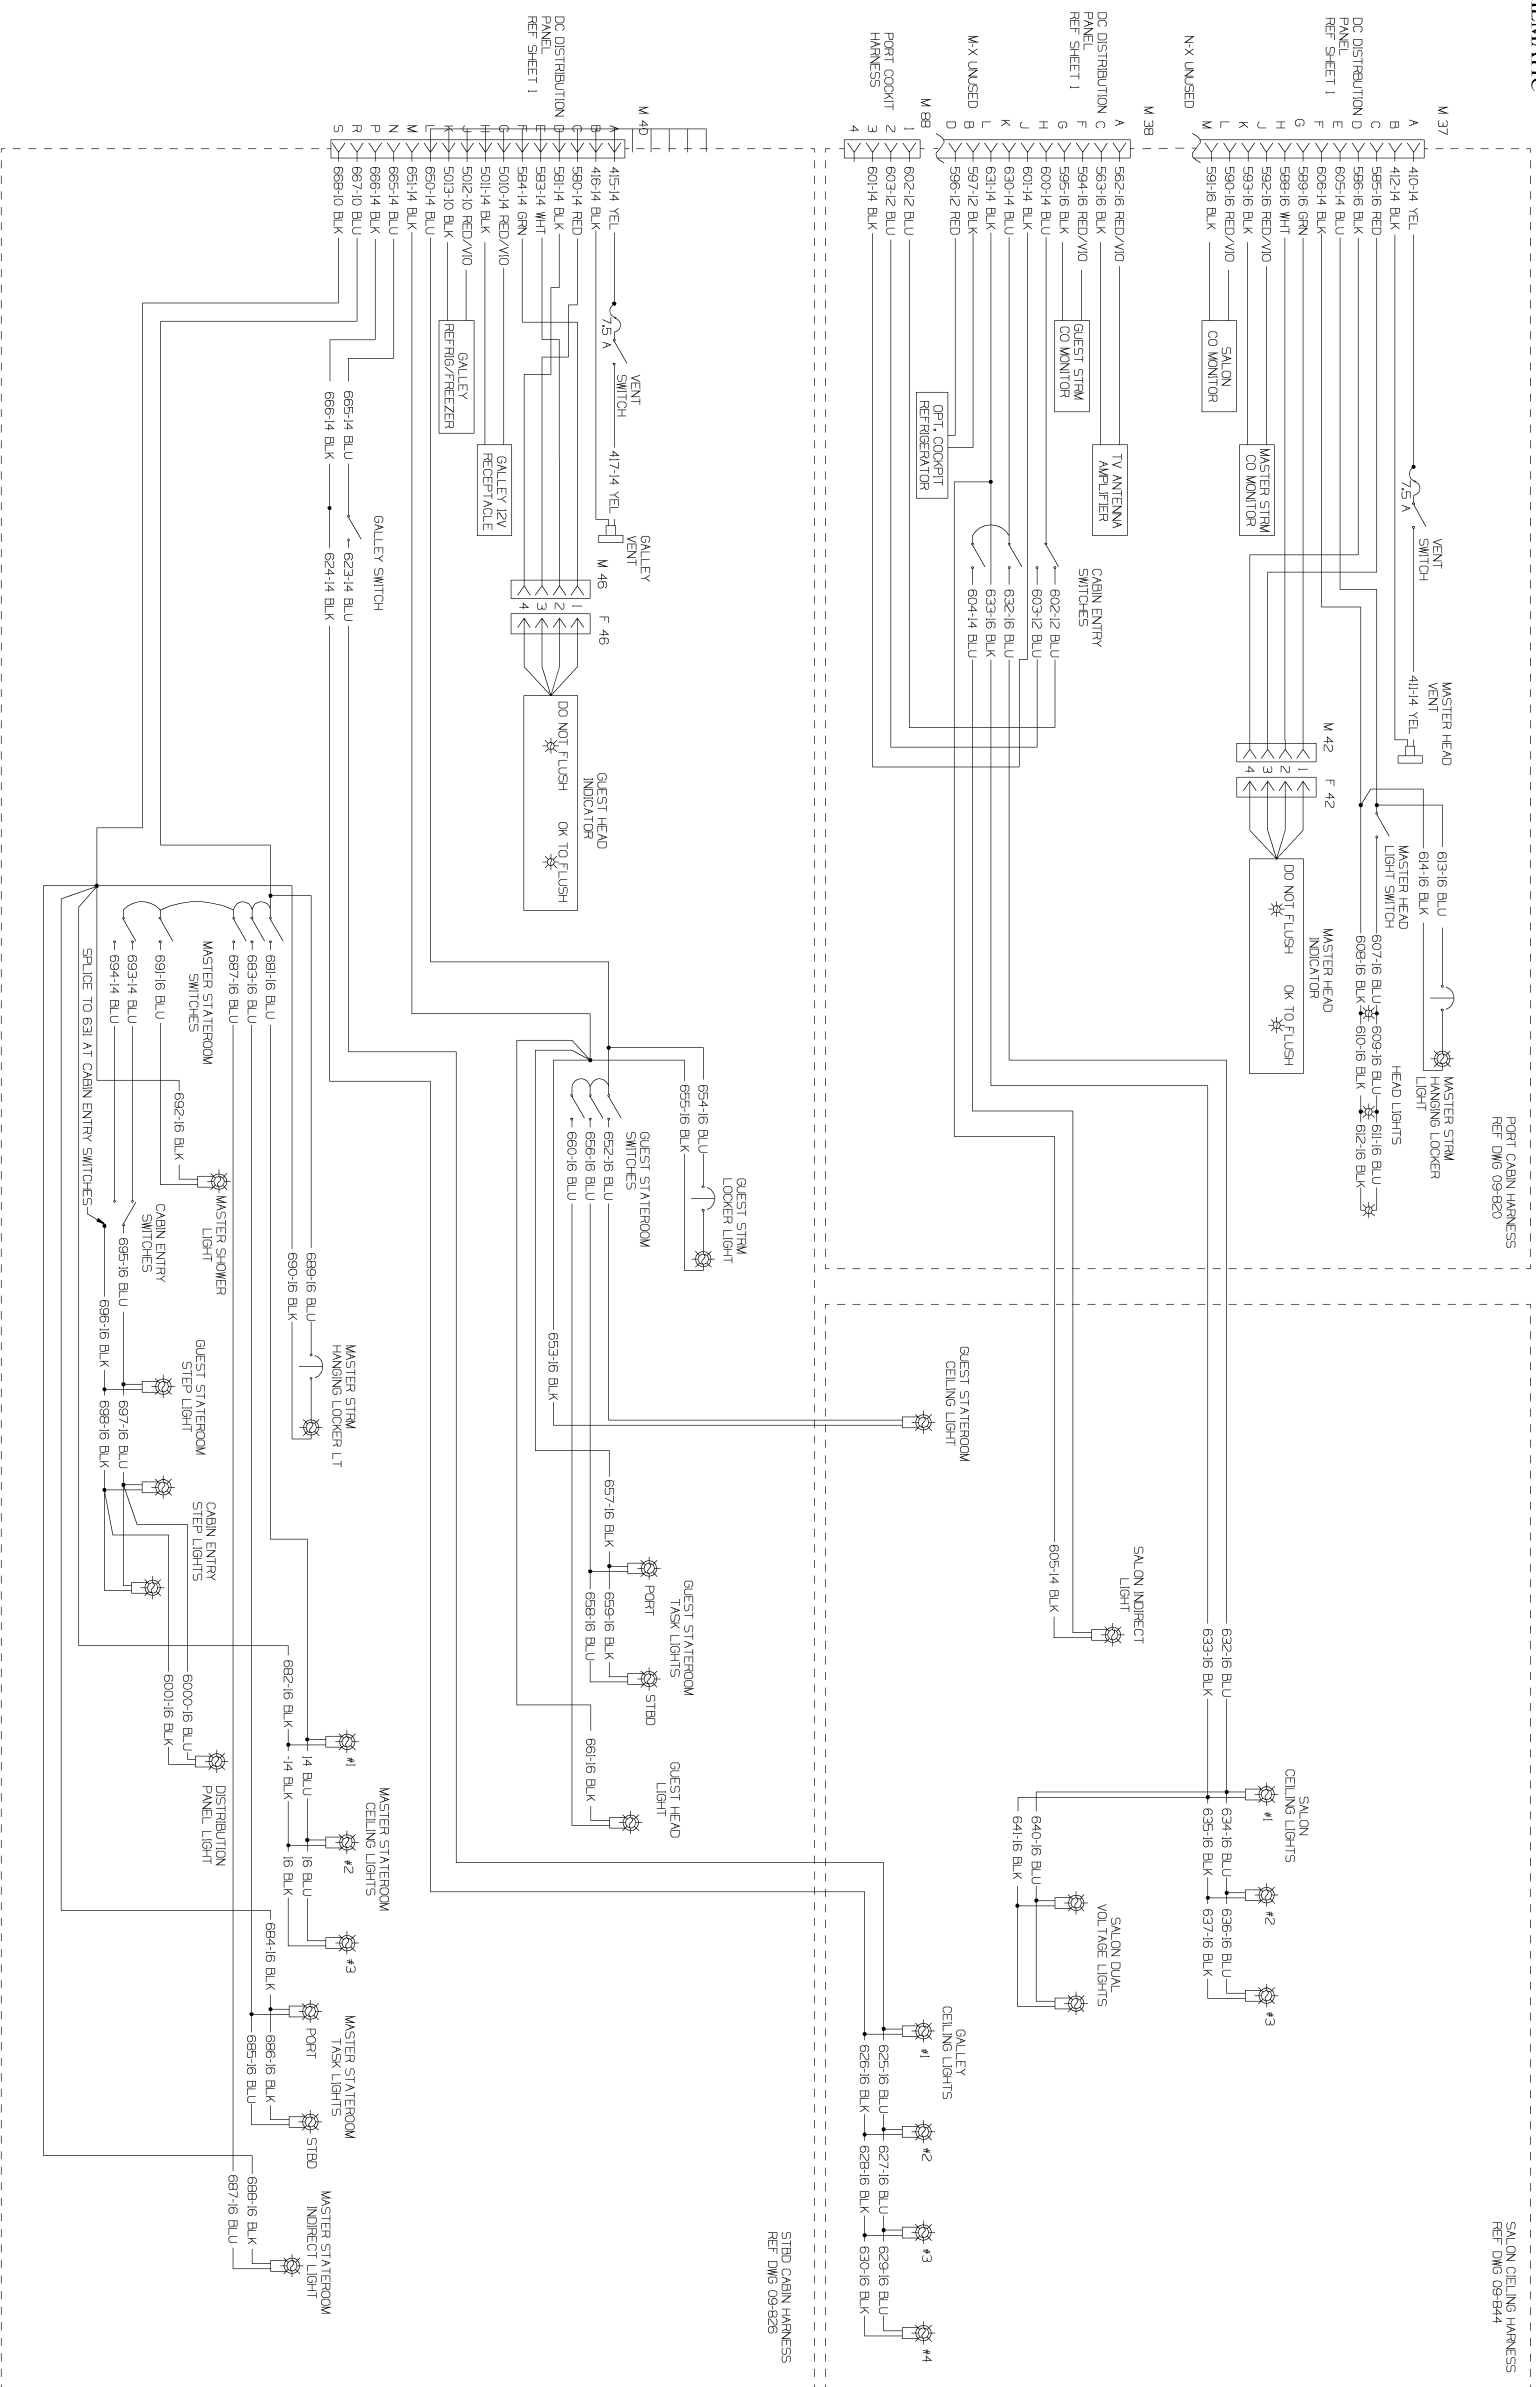 PORT CABIN HARNESS
REF DWG 09-820
SALON CIELING HARNESS
REF DWG 09-844
M 37
DC DISTRIBUTION
PANEL
REF SHEET 1
N-X UNUSED
A
B
C
D
E
F
G
H
J
K
L
M
410-14 YEL
412-14 BLK
585-16 RED
586-16 BLK
605-14 BLU
606-14 BLK
589-16 GRN
588-16 WHT
592-16 RED/VIO
593-16 BLK
590-16 RED/VIO
591-16 BLK
7.5 A
VENT
SWITCH
411-14 YEL
MASTER HEAD
VENT
SALON
CO MONITOR
MASTER STRM
CO MONITOR
M 42
F 42
1
2
3
4
MASTER HEAD
INDICATOR
DO NOT FLUSH
OK TO FLUSH
613-16 BLU
614-16 BLK
MASTER HEAD
LIGHT SWITCH
607-16 BLU
608-16 BLK
609-16 BLU
610-16 BLK
611-16 BLU
612-16 BLK
HEAD LIGHTS
MASTER STRM
HANGING LOCKER
LIGHT
M 38
DC DISTRIBUTION
PANEL
REF SHEET 1
M-X UNUSED
A
C
F
G
H
J
K
L
B
D
562-16 RED/VIO
563-16 BLK
594-16 RED/VIO
595-16 BLK
600-14 BLU
601-14 BLK
630-14 BLU
631-14 BLK
597-12 BLK
596-12 RED
TV ANTENNA
AMPLIFIER
GUEST STRM
CO MONITOR
OPT. COCKPIT
REFRIGERATOR
CABIN ENTRY
SWITCHES
602-12 BLU
603-12 BLU
632-16 BLU
633-16 BLK
604-14 BLU
M 88
PORT COCKIT
HARNESS
1
2
3
4
602-12 BLU
603-12 BLU
601-14 BLK
605-14 BLK
SALON INDIRECT
LIGHT
GUEST STATEROOM
CEILING LIGHT
632-16 BLU
633-16 BLK
SALON
CEILING LIGHTS
#1
634-16 BLU
635-16 BLK
#2
636-16 BLU
637-16 BLK
#3
640-16 BLU
641-16 BLK
SALON DUAL
VOLTAGE LIGHTS
GALLEY
CEILING LIGHTS
#1
625-16 BLU
626-16 BLK
#2
627-16 BLU
628-16 BLK
#3
629-16 BLU
630-16 BLK
#4
STBD CABIN HARNESS
REF DWG 09-826
M 40
DC DISTRIBUTION
PANEL
REF SHEET 1
A
B
C
D
E
F
G
H
J
K
L
M
N
P
R
S
415-14 YEL
416-14 BLK
580-14 RED
581-14 BLK
583-14 WHT
584-14 GRN
5010-14 RED/VIO
5011-14 BLK
5012-10 RED/VIO
5013-10 BLK
650-14 BLU
651-14 BLK
665-14 BLU
666-14 BLK
667-10 BLU
668-10 BLK
7.5 A
VENT
SWITCH
417-14 YEL
GALLEY
VENT
GALLEY 12V
RECEPTACLE
GALLEY
REFRIG/FREEZER
M 46
F 46
1
2
3
4
GUEST HEAD
INDICATOR
DO NOT FLUSH
OK TO FLUSH
665-14 BLU
666-14 BLK
GALLEY SWITCH
623-14 BLU
624-14 BLK
654-16 BLU
655-16 BLK
GUEST STRM
LOCKER LIGHT
GUEST STATEROOM
SWITCHES
652-16 BLU
656-16 BLU
660-16 BLU
653-16 BLK
657-16 BLK
PORT
659-16 BLK
658-16 BLU
STBD
GUEST STATEROOM
TASK LIGHTS
661-16 BLK
GUEST HEAD
LIGHT
681-16 BLU
683-16 BLU
687-16 BLU
691-16 BLU
693-14 BLU
694-14 BLU
MASTER STATEROOM
SWITCHES
SPLICE TO 631 AT CABIN ENTRY SWITCHES
692-16 BLK
MASTER SHOWER
LIGHT
CABIN ENTRY
SWITCHES
689-16 BLU
690-16 BLK
MASTER STRM
HANGING LOCKER LT
695-16 BLU
696-16 BLK
GUEST STATEROOM
STEP LIGHT
697-16 BLU
698-16 BLK
CABIN ENTRY
STEP LIGHTS
6000-16 BLU
6001-16 BLK
DISTRIBUTION
PANEL LIGHT
682-16 BLK
#1
14 BLU
-14 BLK
#2
16 BLU
16 BLK
#3
MASTER STATEROOM
CEILING LIGHTS
684-16 BLK
PORT
686-16 BLK
685-16 BLU
STBD
MASTER STATEROOM
TASK LIGHTS
688-16 BLK
687-16 BLU
MASTER STATEROOM
INDIRECT LIGHT